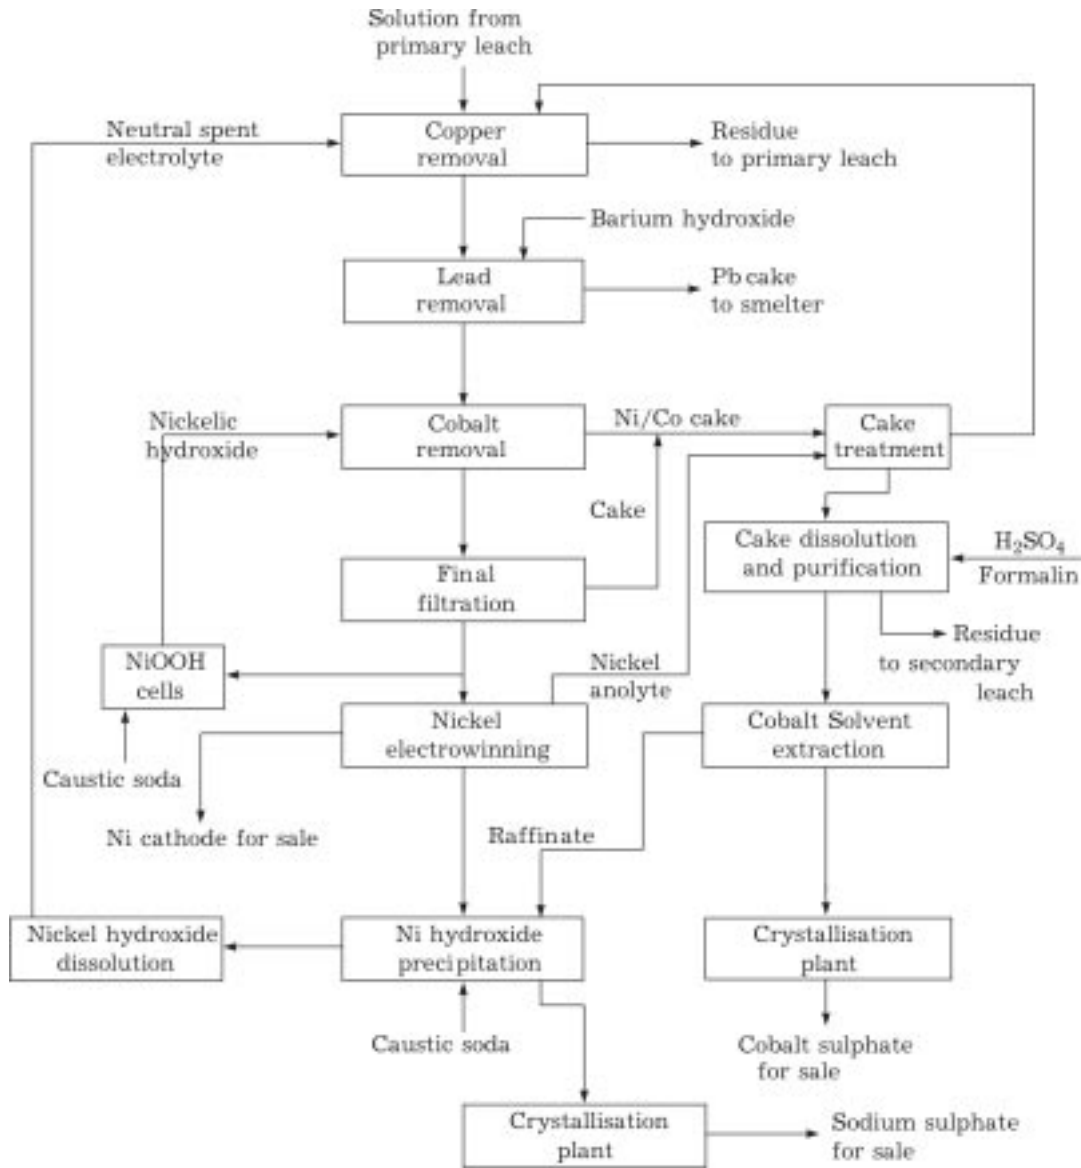 Solution from
primary leach
Neutral spent
electrolyte
Copper
removal
Residue
to primary leach
Barium hydroxide
Lead
removal
Pb cake
to smelter
Nickelic
hydroxide
Cobalt
removal
Ni/Co cake
Cake
treatment
Cake
Cake dissolution
and purification
H₂SO₄
Formalin
Final
filtration
Residue
to secondary
leach
NiOOH
cells
Nickel
anolyte
Nickel
electrowinning
Cobalt Solvent
extraction
Caustic soda
Ni cathode for sale
Raffinate
Nickel hydroxide
dissolution
Ni hydroxide
precipitation
Crystallisation
plant
Caustic soda
Cobalt sulphate
for sale
Crystallisation
plant
Sodium sulphate
for sale